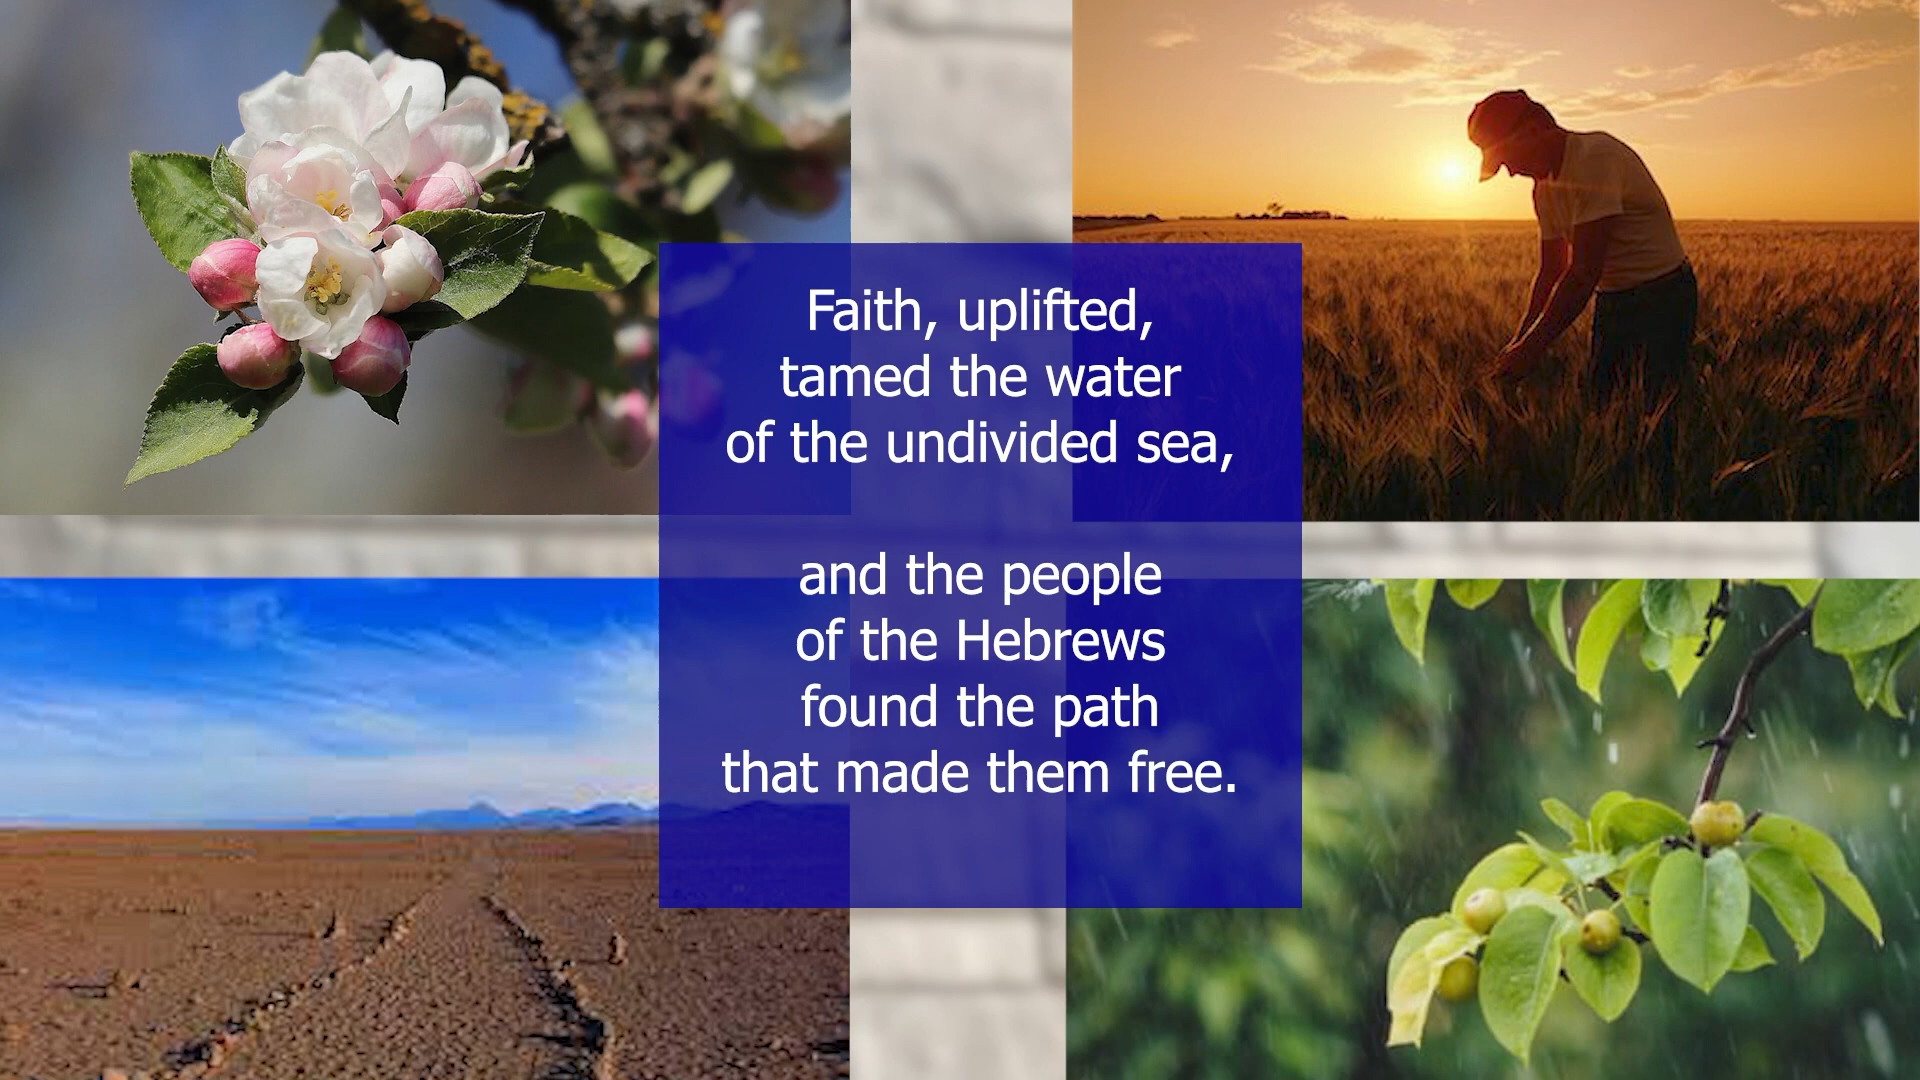 Faith, uplifted,
tamed the water
of the undivided sea,
and the people
of the Hebrews
found the path
that made them free.